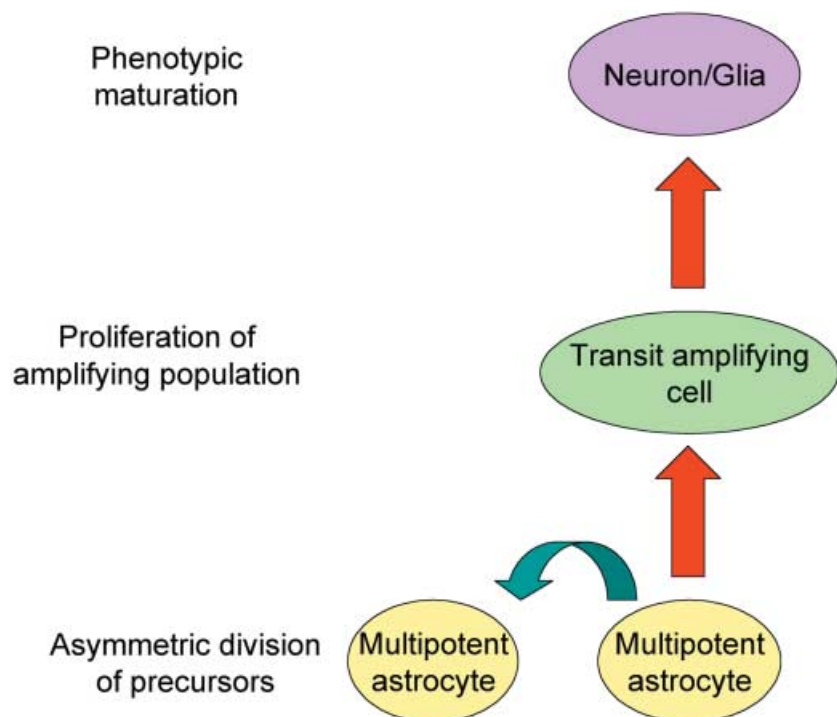 Phenotypic
maturation
Neuron/Glia
Proliferation of
amplifying population
Transit amplifying
cell
Asymmetric division
of precursors
Multipotent
astrocyte
Multipotent
astrocyte